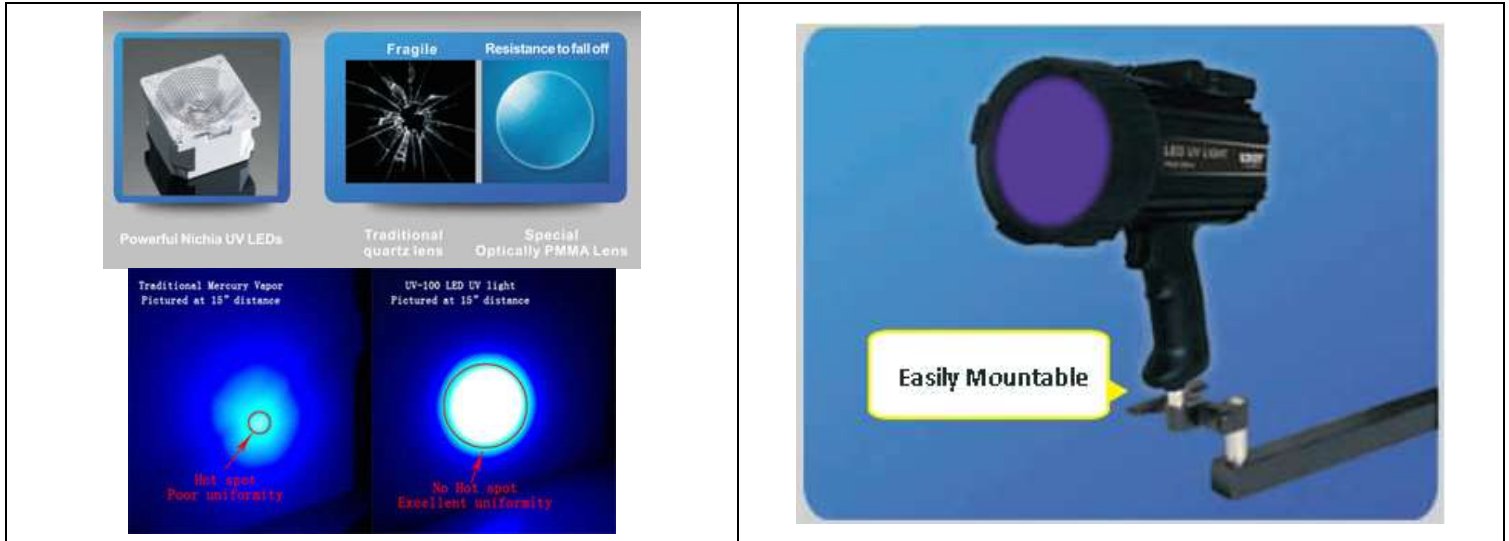 Fragile
Resistance to fall off
Powerful Nichia UV LEDs
Traditional
quartz lens
Special
Optically PMMA Lens
Traditional Mercury Vapor
Pictured at 15" distance
Hot spot
Poor uniformity
UV-100 LED UV light
Pictured at 15" distance
No Hot spot
Excellent uniformity
LED UV LIGHT
Easily Mountable